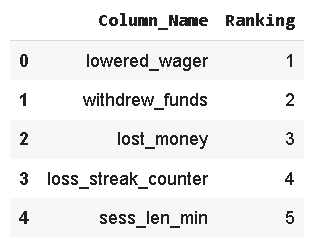 Column_Name Ranking
0 lowered_wager 1
1 withdrew_funds 2
2 lost_money 3
3 loss_streak_counter 4
4 sess_len_min 5